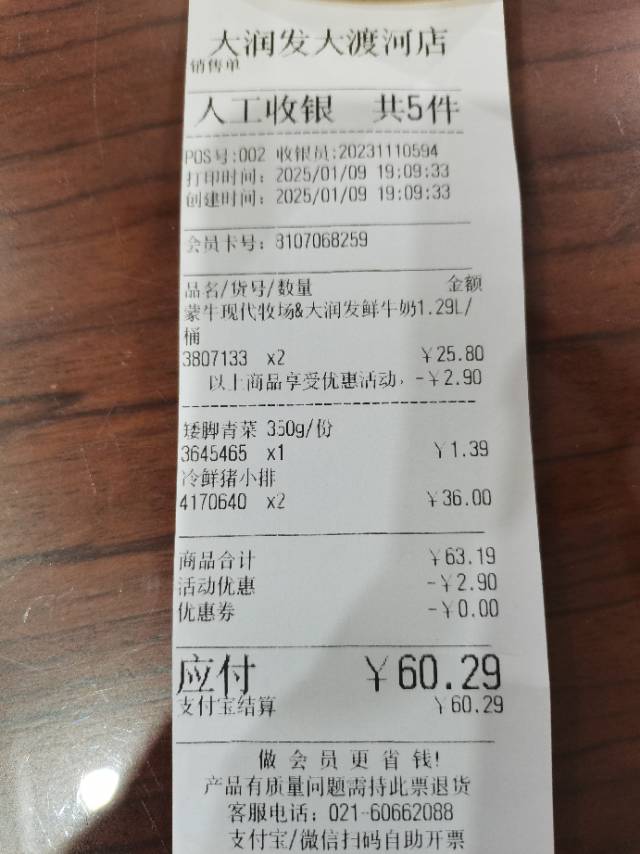 大润发大渡河店
销售单
人工收银 共5件
POS号:002 收银员:20231110594
打印时间: 2025/01/09 19:09:33
创建时间: 2025/01/09 19:09:33
会员卡号: 8107068259
品名/货号/数量 金额
蒙牛现代牧场&大润发鲜牛奶1.29L/
桶
3807133 x2 ￥25.80
以上商品享受优惠活动, -￥2.90
矮脚青菜 350g/份
3645465 x1 ￥1.39
冷鲜猪小排
4170640 x2 ￥36.00
商品合计 ￥63.19
活动优惠 -￥2.90
优惠券 -￥0.00
应付 ￥60.29
支付宝结算 ￥60.29
做会员更省钱!
产品有质量问题需持此票退货
客服电话: 021-60662088
支付宝/微信扫码自助开票